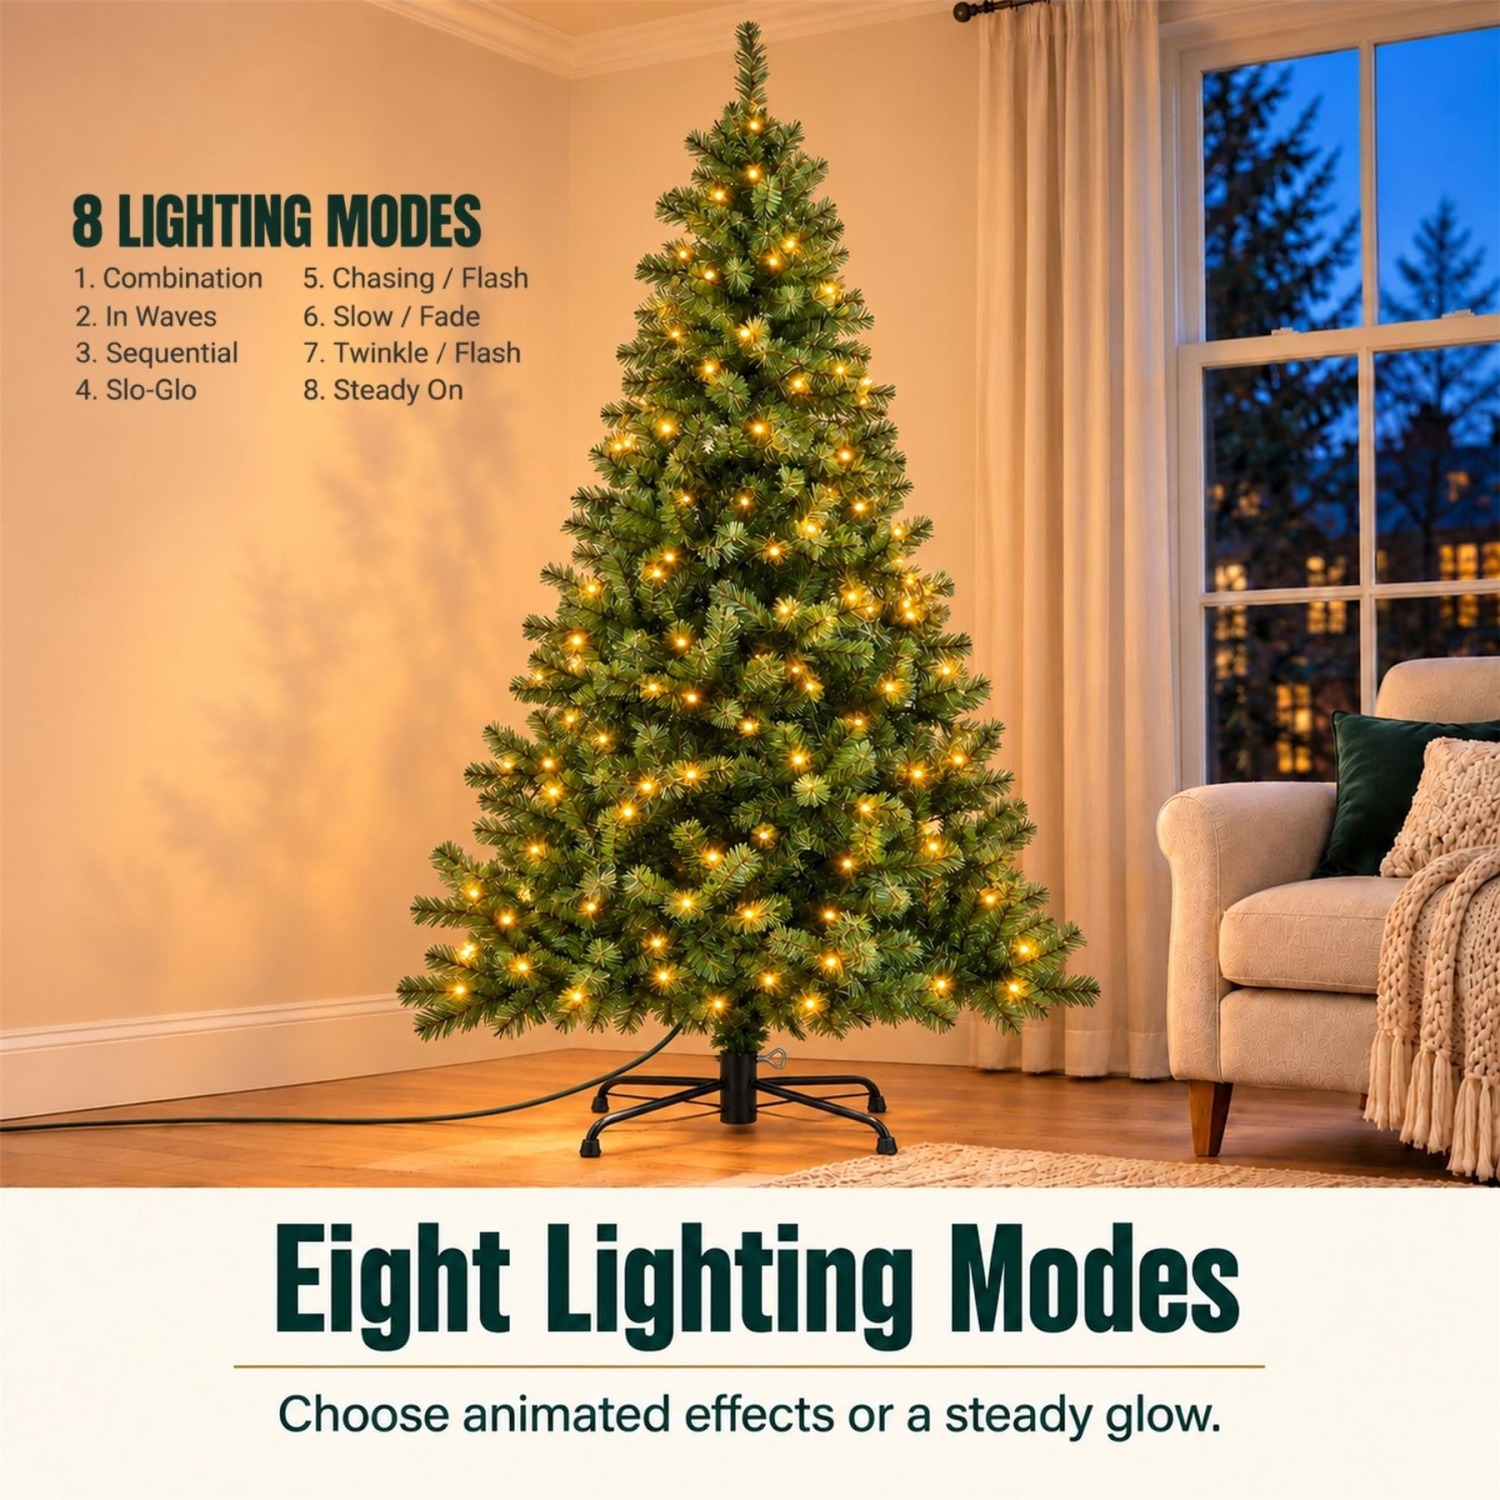 8 LIGHTING MODES
1. Combination
2. In Waves
3. Sequential
4. Slo-Glo
5. Chasing / Flash
6. Slow / Fade
7. Twinkle / Flash
8. Steady On
Eight Lighting Modes
Choose animated effects or a steady glow.